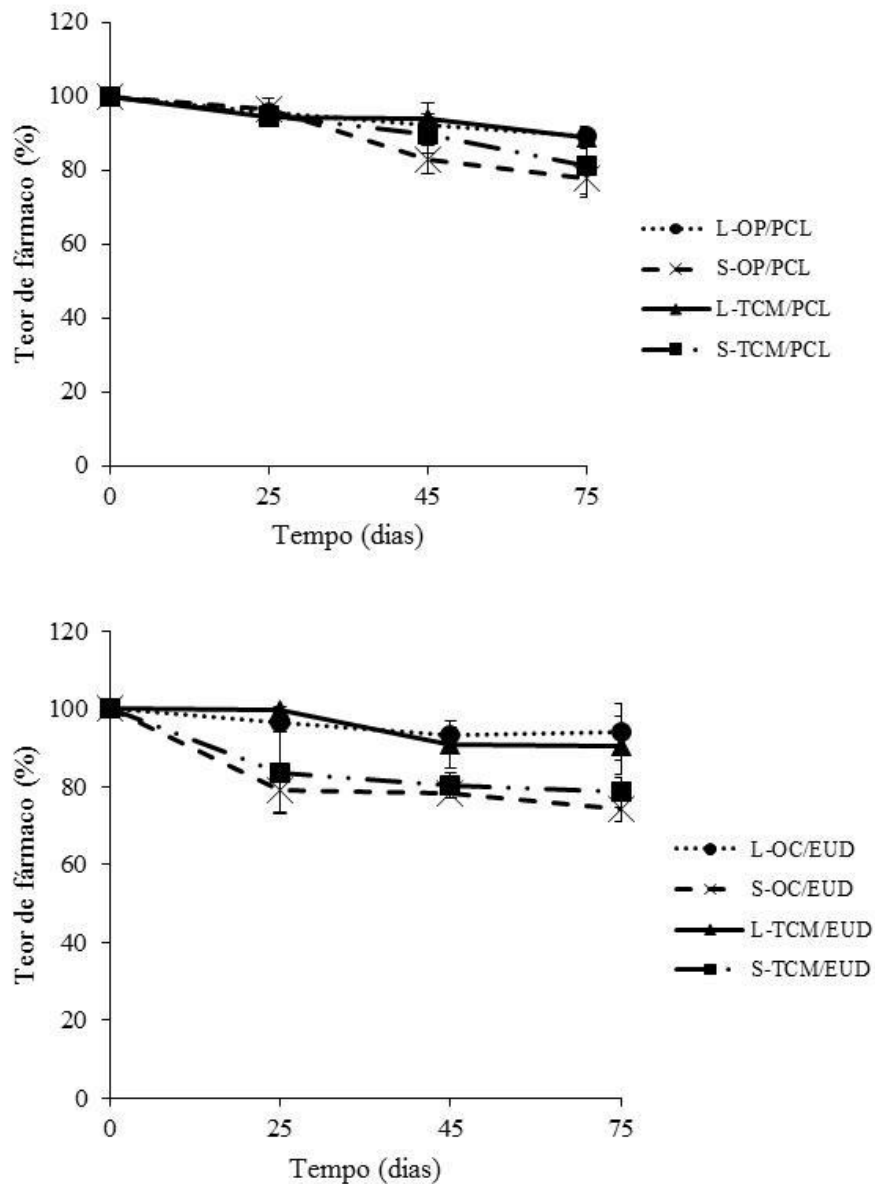 120
100
80
60
40
20
0
Teor de fármaco (%)
0 25 45 75
Tempo (dias)
L-OP/PCL
S-OP/PCL
L-TCM/PCL
S-TCM/PCL
120
100
80
60
40
20
0
Teor de fármaco (%)
0 25 45 75
Tempo (dias)
L-OC/EUD
S-OC/EUD
L-TCM/EUD
S-TCM/EUD